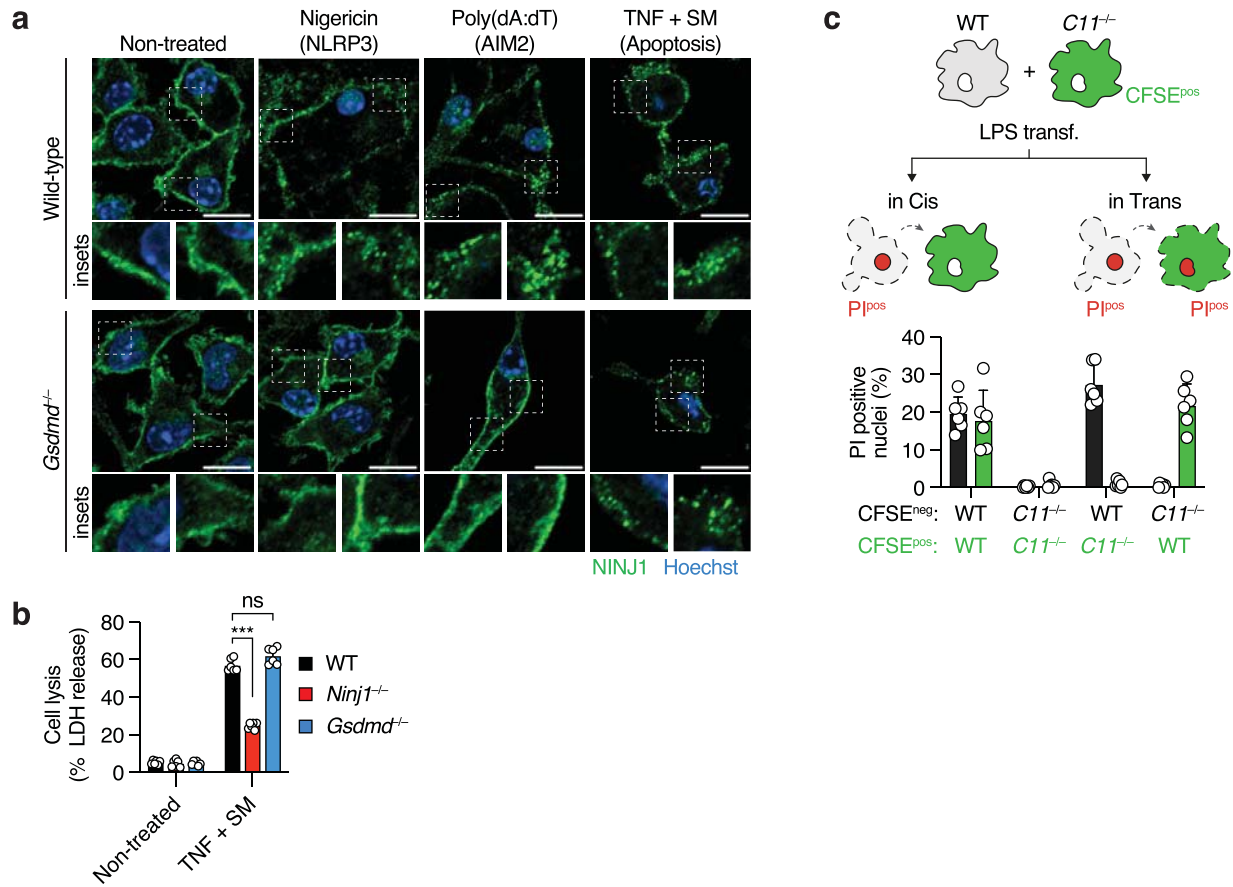 a
Non-treated
Nigericin
(NLRP3)
Poly(dA:dT)
(AIM2)
TNF + SM
(Apoptosis)
Wild-type
insets
Gsdmd–/–
insets
NINJ1 Hoechst
b
Cell lysis
(% LDH release)
80
60
40
20
0
ns
***
Non-treated
TNF + SM
WT
Ninj1–/–
Gsdmd–/–
c
WT
+
C11–/–
CFSEpos
LPS transf.
in Cis
in Trans
PIpos
PIpos
PIpos
PI positive
nuclei (%)
40
30
20
10
0
CFSEneg: WT C11–/– WT C11–/–
CFSEpos: WT C11–/– C11–/– WT